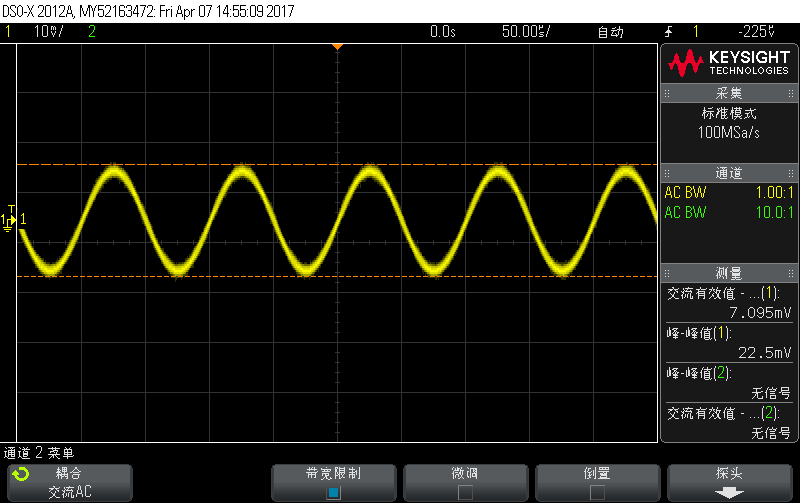 DSO-X 2012A, MY52163472: Fri Apr 07 14:55:09 2017
1 10mV/ 2 0.0s 50.00us/ 自动 1 -225uV
KEYSIGHT
TECHNOLOGIES
采集
标准模式
100MSa/s
通道
AC BW 1.00:1
AC BW 10.0:1
T
1 1
测量
交流有效值 - ...(1):
7.095mV
峰-峰值(1):
22.5mV
峰-峰值(2):
无信号
交流有效值 - ...(2):
无信号
通道 2 菜单
耦合
交流AC
带宽限制
微调
倒置
探头